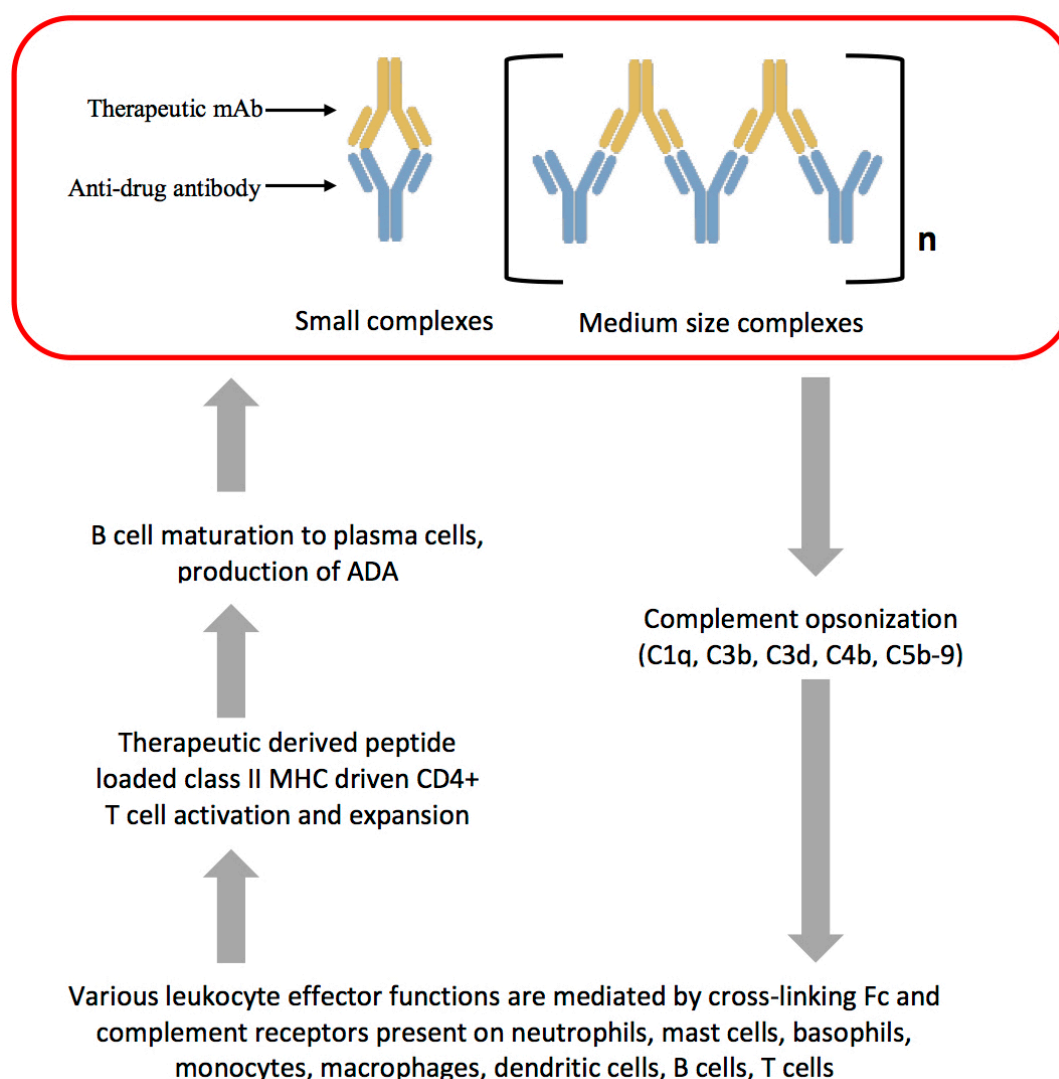 Therapeutic mAb
Anti-drug antibody
n
Small complexes
Medium size complexes
B cell maturation to plasma cells,
production of ADA
Complement opsonization
(C1q, C3b, C3d, C4b, C5b-9)
Therapeutic derived peptide
loaded class II MHC driven CD4+
T cell activation and expansion
Various leukocyte effector functions are mediated by cross-linking Fc and
complement receptors present on neutrophils, mast cells, basophils,
monocytes, macrophages, dendritic cells, B cells, T cells